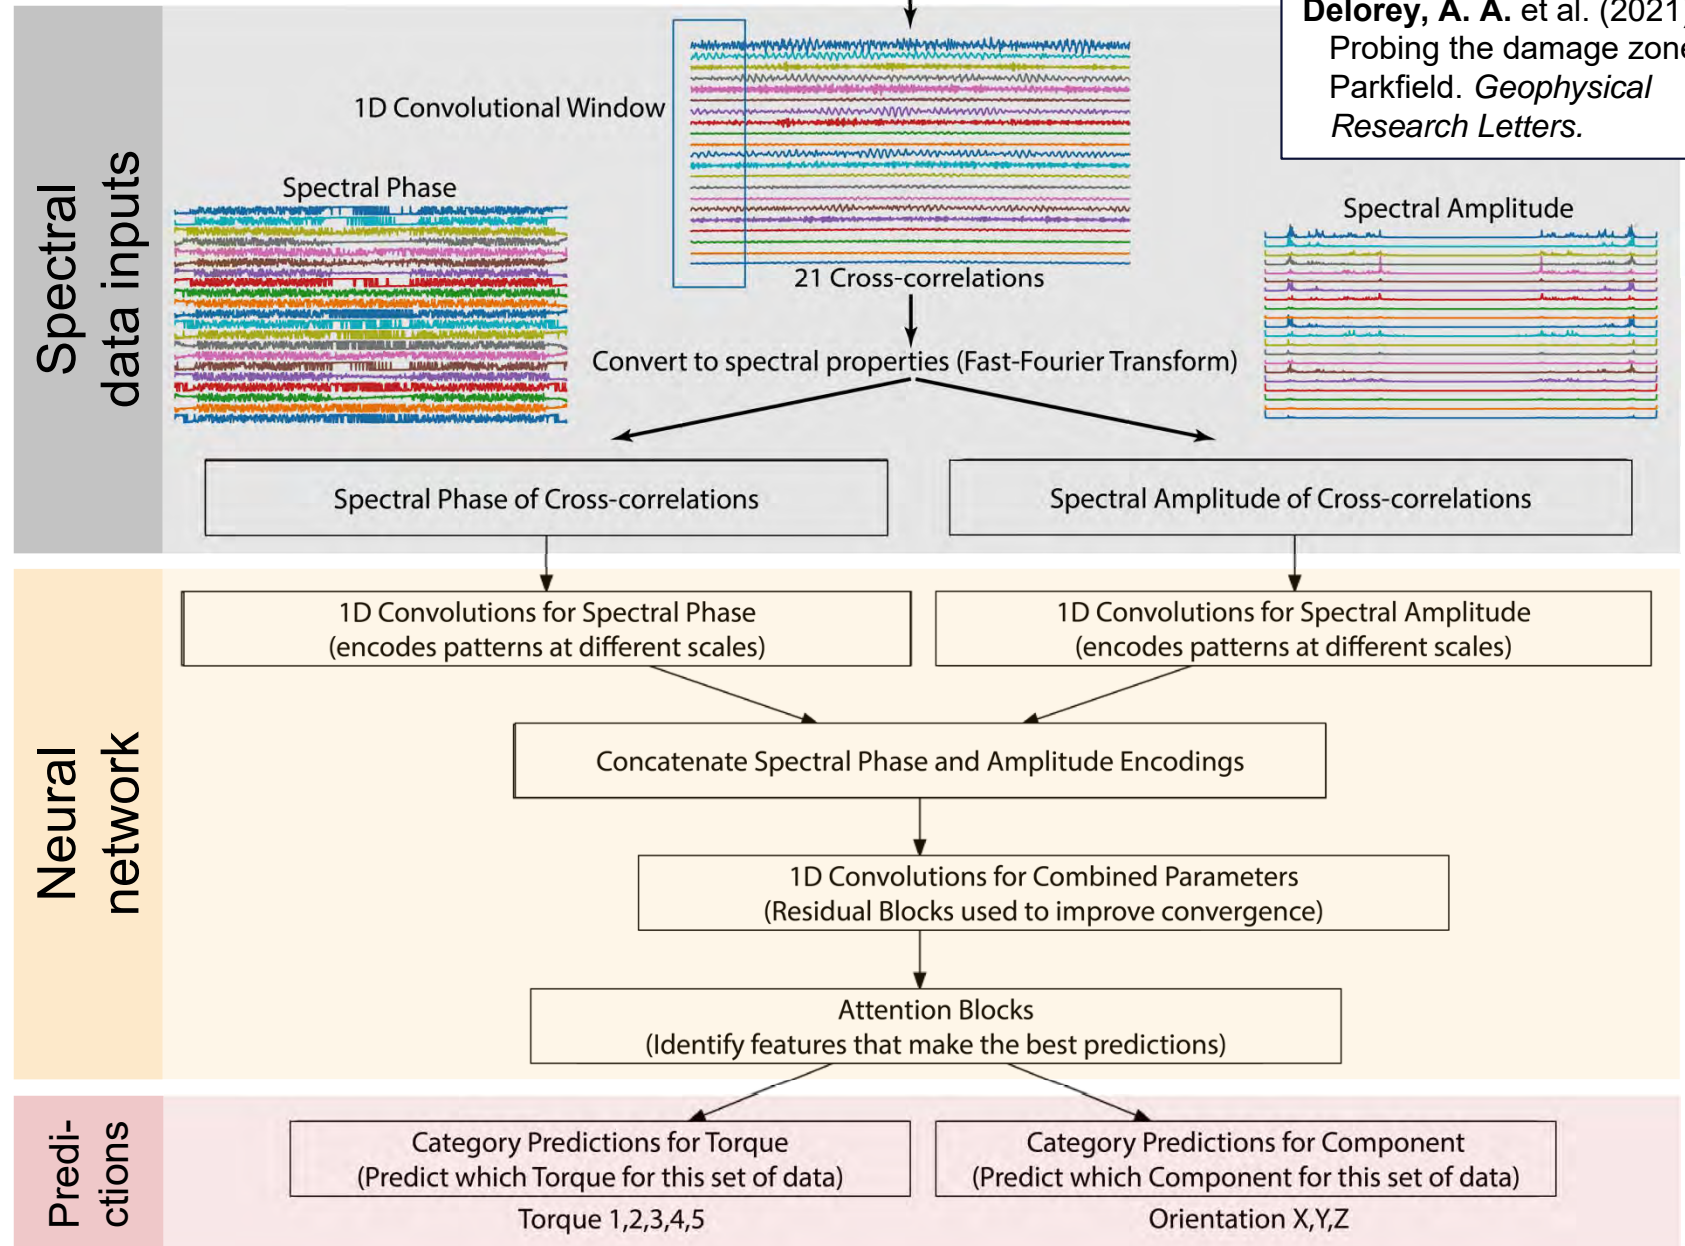 Delorey, A. A. et al. (2021)
Probing the damage zone
Parkfield. Geophysical
Research Letters.
Spectral
data inputs
1D Convolutional Window
Spectral Phase
Spectral Amplitude
21 Cross-correlations
Convert to spectral properties (Fast-Fourier Transform)
Spectral Phase of Cross-correlations
Spectral Amplitude of Cross-correlations
Neural
network
1D Convolutions for Spectral Phase
(encodes patterns at different scales)
1D Convolutions for Spectral Amplitude
(encodes patterns at different scales)
Concatenate Spectral Phase and Amplitude Encodings
1D Convolutions for Combined Parameters
(Residual Blocks used to improve convergence)
Attention Blocks
(Identify features that make the best predictions)
Predi-
ctions
Category Predictions for Torque
(Predict which Torque for this set of data)
Torque 1,2,3,4,5
Category Predictions for Component
(Predict which Component for this set of data)
Orientation X,Y,Z